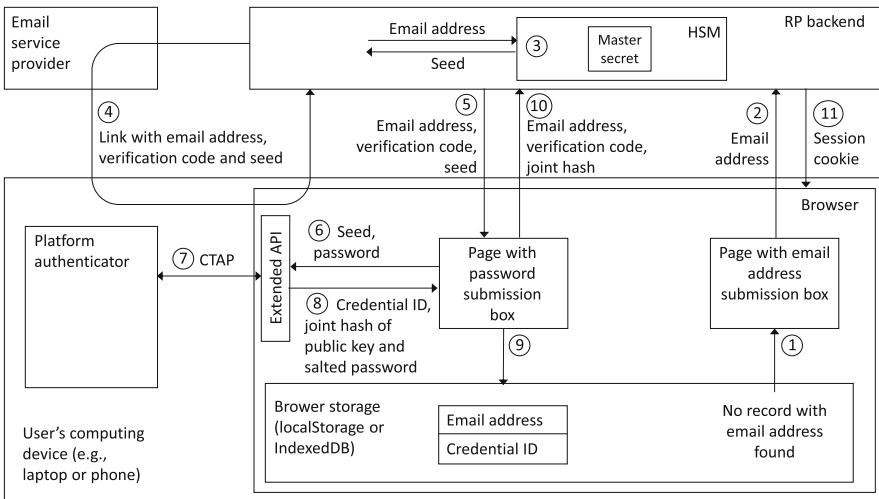 Email
service
provider
RP backend
HSM
Master
secret
Email address
Seed
3
4
Link with email address,
verification code and seed
5
Email address,
verification code,
seed
10
Email address,
verification code,
joint hash
2
Email
address
11
Session
cookie
Browser
Platform
authenticator
7 CTAP
Extended API
6 Seed,
password
8 Credential ID,
joint hash of
public key and
salted password
Page with
password
submission
box
Page with email
address
submission box
9
1
Brower storage
(localStorage or
IndexedDB)
Email address
Credential ID
No record with
email address
found
User's computing
device (e.g.,
laptop or phone)